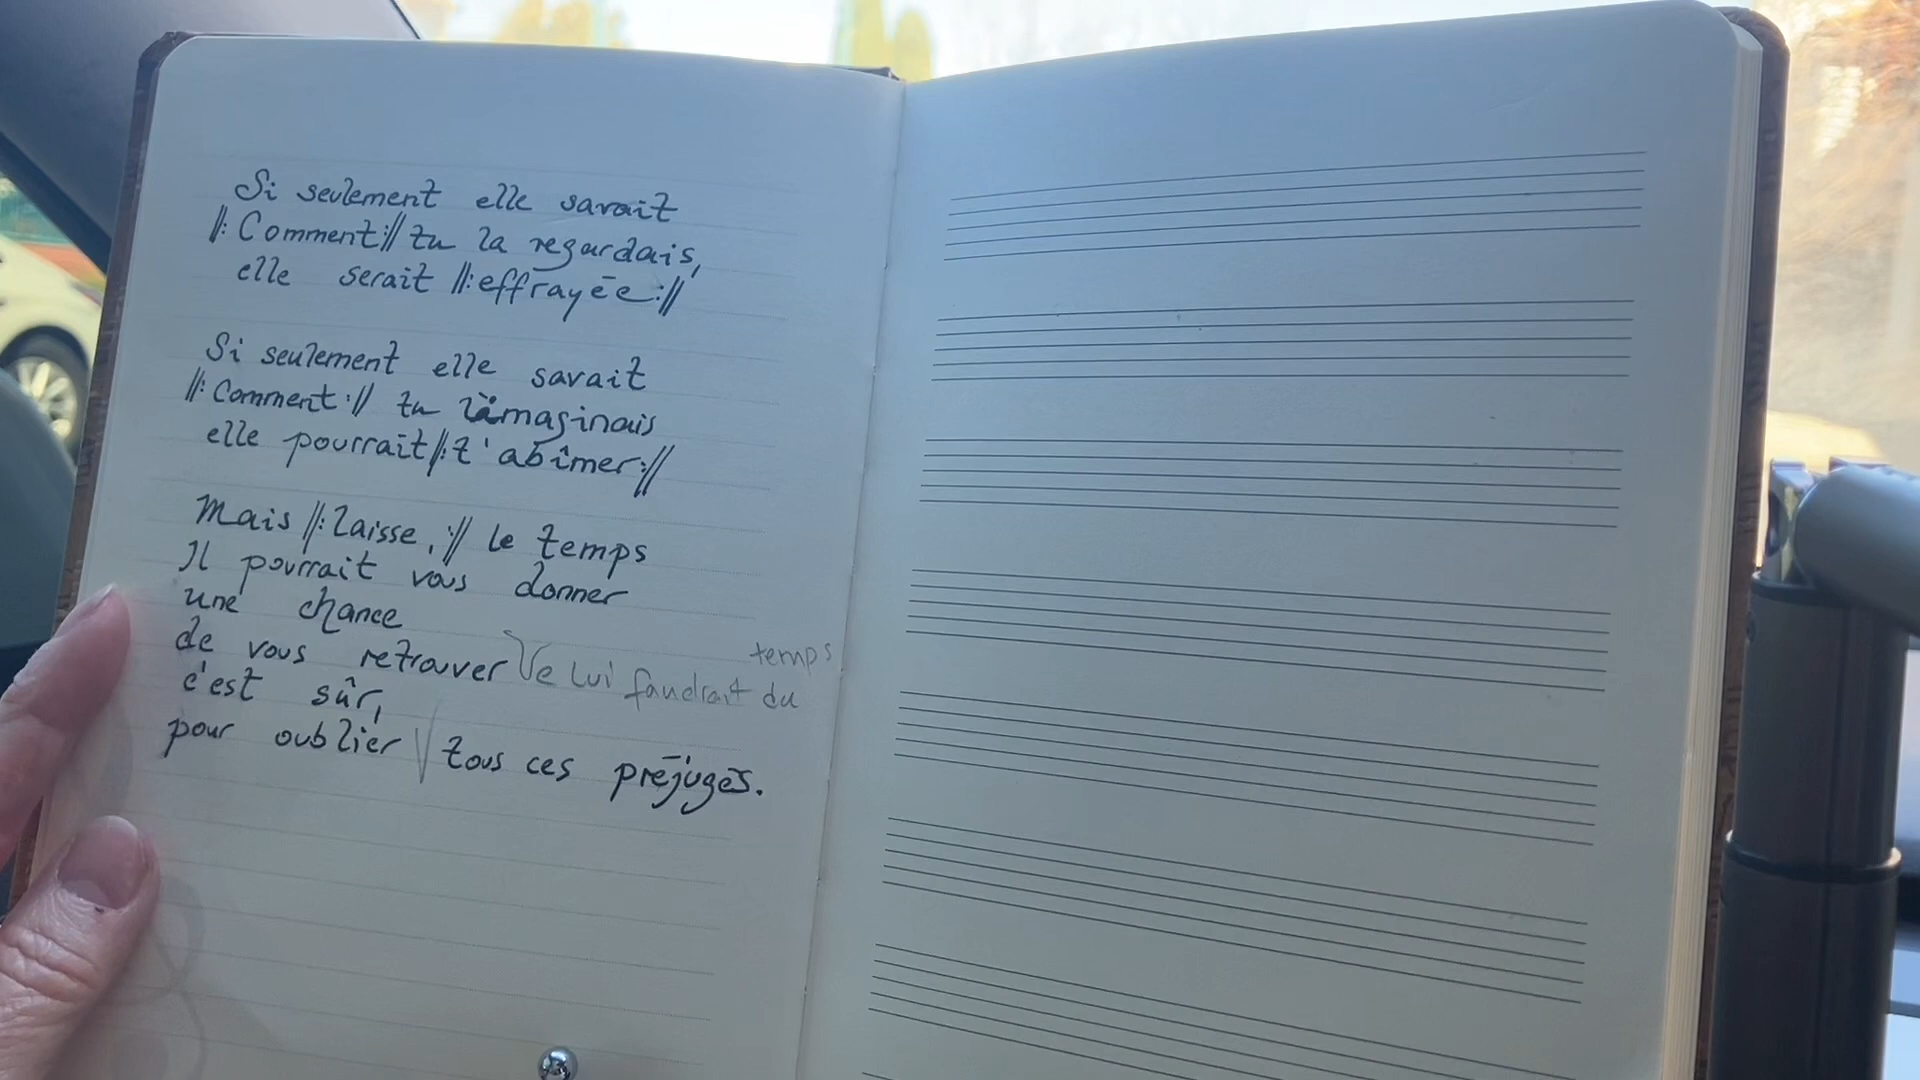 Si seulement elle savait
||: Comment :|| tu la regardais,
elle serait ||: effrayée :||
Si seulement elle savait
||: Comment :|| tu l'imaginais
elle pourrait ||: t'abîmer :||
Mais ||: laisse, :|| le temps
Il pourrait vous donner
une chance
de vous retrouver
lui faudrait du temps
c'est sûr,
pour oublier tous ces préjugés.